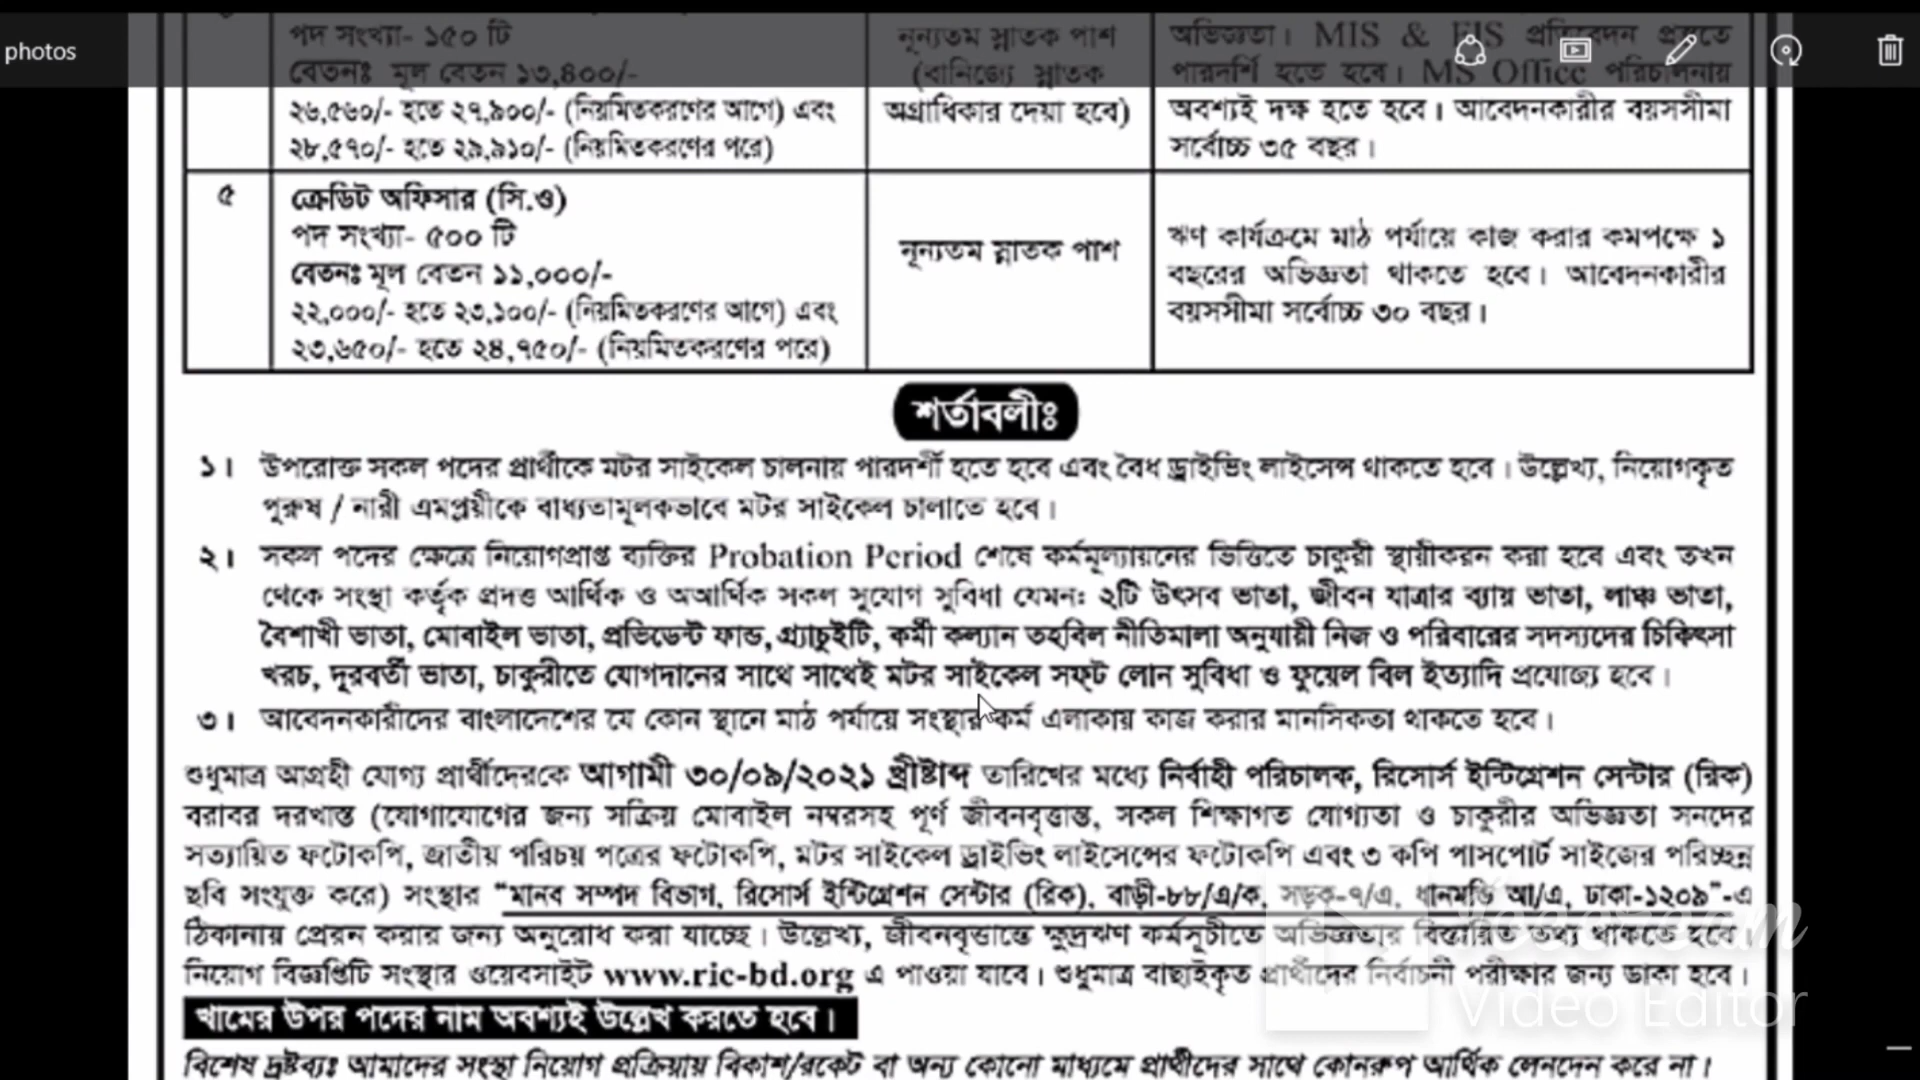 photos
পদ সংখ্যা- ১৫০ টি
বেতনঃ মূল বেতন ১৩,৪০০/-
২৬,৫৬০/- হতে ২৭,৯০০/- (নিয়মিতকরণের আগে) এবং
২৮,৫৭০/- হতে ২৯,৯১০/- (নিয়মিতকরণের পরে)
নূন্যতম স্নাতক পাশ
(বানিজ্যে স্নাতক
অগ্রাধিকার দেয়া হবে)
অভিজ্ঞতা। MIS & EIS প্রতিবেদন প্রণয়তে
পারদর্শি হতে হবে। MS Office পরিচালনায়
অবশ্যই দক্ষ হতে হবে। আবেদনকারীর বয়সসীমা
সর্বোচ্চ ৩৫ বছর।
৫
ক্রেডিট অফিসার (সি.ও)
পদ সংখ্যা- ৫০০ টি
বেতনঃ মূল বেতন ১১,০০০/-
২২,০০০/- হতে ২৩,১০০/- (নিয়মিতকরণের আগে) এবং
২৩,৬৫০/- হতে ২৪,৭৫০/- (নিয়মিতকরণের পরে)
নূন্যতম স্নাতক পাশ
ঋণ কার্যক্রমে মাঠ পর্যায়ে কাজ করার কমপক্ষে ১
বছরের অভিজ্ঞতা থাকতে হবে। আবেদনকারীর
বয়সসীমা সর্বোচ্চ ৩০ বছর।
শর্তাবলীঃ
১। উপরোক্ত সকল পদের প্রার্থীকে মটর সাইকেল চালনায় পারদর্শী হতে হবে এবং বৈধ ড্রাইভিং লাইসেন্স থাকতে হবে। উল্লেখ্য, নিয়োগকৃত
পুরুষ / নারী এমপ্লয়ীকে বাধ্যতামূলকভাবে মটর সাইকেল চালাতে হবে।
২। সকল পদের ক্ষেত্রে নিয়োগপ্রাপ্ত ব্যক্তির Probation Period শেষে কর্মমূল্যায়নের ভিত্তিতে চাকুরী স্থায়ীকরন করা হবে এবং তখন
থেকে সংস্থা কর্তৃক প্রদত্ত আর্থিক ও অআর্থিক সকল সুযোগ সুবিধা যেমনঃ ২টি উৎসব ভাতা, জীবন যাত্রার ব্যায় ভাতা, লাঞ্চ ভাতা,
বৈশাখী ভাতা, মোবাইল ভাতা, প্রভিডেন্ট ফান্ড, গ্র্যাচুইটি, কর্মী কল্যান তহবিল নীতিমালা অনুযায়ী নিজ ও পরিবারের সদস্যদের চিকিৎসা
খরচ, দূরবর্তী ভাতা, চাকুরীতে যোগদানের সাথে সাথেই মটর সাইকেল সফ্ট লোন সুবিধা ও ফুয়েল বিল ইত্যাদি প্রযোজ্য হবে।
৩। আবেদনকারীদের বাংলাদেশের যে কোন স্থানে মাঠ পর্যায়ে সংস্থার কর্ম এলাকায় কাজ করার মানসিকতা থাকতে হবে।
শুধুমাত্র আগ্রহী যোগ্য প্রার্থীদেরকে আগামী ৩০/০৯/২০২১ খ্রীষ্টাব্দ তারিখের মধ্যে নির্বাহী পরিচালক, রিসোর্স ইন্টিগ্রেশন সেন্টার (রিক)
বরাবর দরখাস্ত (যোগাযোগের জন্য সক্রিয় মোবাইল নম্বরসহ পূর্ণ জীবনবৃত্তান্ত, সকল শিক্ষাগত যোগ্যতা ও চাকুরীর অভিজ্ঞতা সনদের
সত্যায়িত ফটোকপি, জাতীয় পরিচয় পত্রের ফটোকপি, মটর সাইকেল ড্রাইভিং লাইসেন্সের ফটোকপি এবং ৩ কপি পাসপোর্ট সাইজের পরিচ্ছন্ন
ছবি সংযুক্ত করে) সংস্থার “মানব সম্পদ বিভাগ, রিসোর্স ইন্টিগ্রেশন সেন্টার (রিক), বাড়ী-৮৮/এ/ক, সড়ক-৭/এ, ধানমন্ডি আ/এ, ঢাকা-১২০৯”-এ
ঠিকানায় প্রেরন করার জন্য অনুরোধ করা যাচ্ছে। উল্লেখ্য, জীবনবৃত্তান্তে ক্ষুদ্রঋণ কর্মসূচীতে অভিজ্ঞতার বিস্তারিত তথ্য থাকতে হবে।
নিয়োগ বিজ্ঞপ্তিটি সংস্থার ওয়েবসাইট www.ric-bd.org এ পাওয়া যাবে। শুধুমাত্র বাছাইকৃত প্রার্থীদের নির্বাচনী পরীক্ষার জন্য ডাকা হবে।
Video Editor
খামের উপর পদের নাম অবশ্যই উল্লেখ করতে হবে।
বিশেষ দ্রষ্টব্যঃ আমাদের সংস্থা নিয়োগ প্রক্রিয়ায় বিকাশ/রকেট বা অন্য কোনো মাধ্যমে প্রার্থীদের সাথে কোনরুপ আর্থিক লেনদেন করে না।